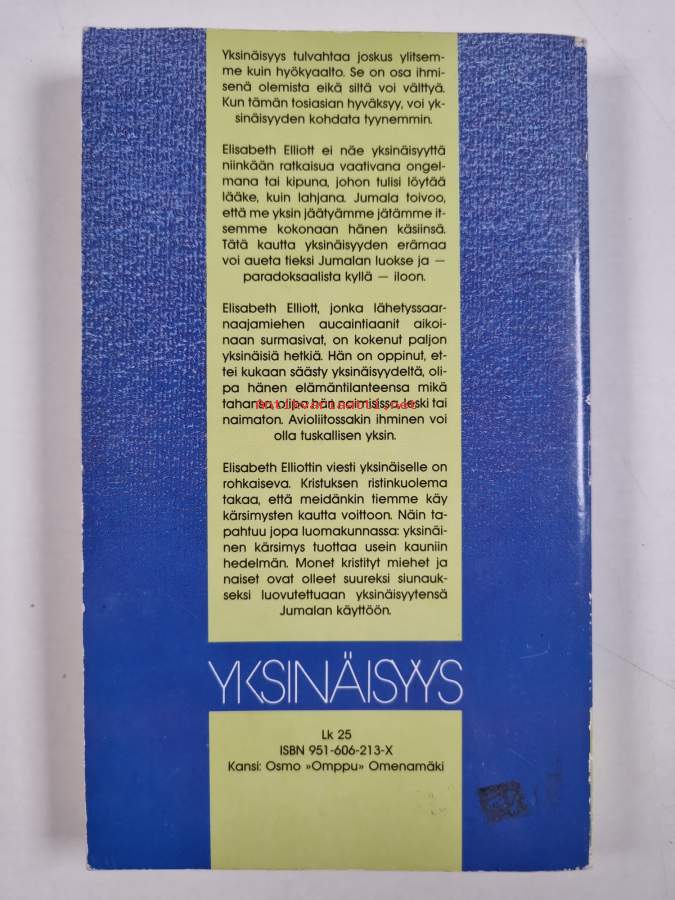 Yksinäisyys tulvahtaa joskus ylitsem-
me kuin hyökyaalto. Se on osa ihmi-
senä olemista eikä siltä voi välttyä.
Kun tämän tosiasian hyväksyy, voi yk-
sinäisyyden kohdata tyynemmin.
Elisabeth Elliott ei näe yksinäisyyttä
niinkään ratkaisua vaativana ongel-
mana tai kipuna, johon tulisi löytää
lääke, kuin lahjana. Jumala toivoo,
että me yksin jäätyämme jätämme it-
semme kokonaan hänen käsiinsä.
Tätä kautta yksinäisyyden erämaa
voi aueta tieksi Jumalan luokse ja —
paradoksaalista kyllä — iloon.
Elisabeth Elliott, jonka lähetyssaar-
naajamiehen aucaintiaanit aikoi-
naan surmasivat, on kokenut paljon
yksinäisiä hetkiä. Hän on oppinut, et-
tei kukaan säästy yksinäisyydeltä, oli-
pa hänen elämäntilanteensa mikä
tahansa, olipa hän naimisissa, leski tai
naimaton. Avioliitossakin ihminen voi
olla tuskallisen yksin.
Elisabeth Elliottin viesti yksinäiselle on
rohkaiseva. Kristuksen ristinkuolema
takaa, että meidänkin tiemme käy
kärsimysten kautta voittoon. Näin ta-
pahtuu jopa luomakunnassa: yksinäi-
nen kärsimys tuottaa usein kauniin
hedelmän. Monet kristityt miehet ja
naiset ovat olleet suureksi siunauk-
seksi luovutettuaan yksinäisyytensä
Jumalan käyttöön.
YKSINÄISYYS
Lk 25
ISBN 951-606-213-X
Kansi: Osmo »Omppu» Omenamäki